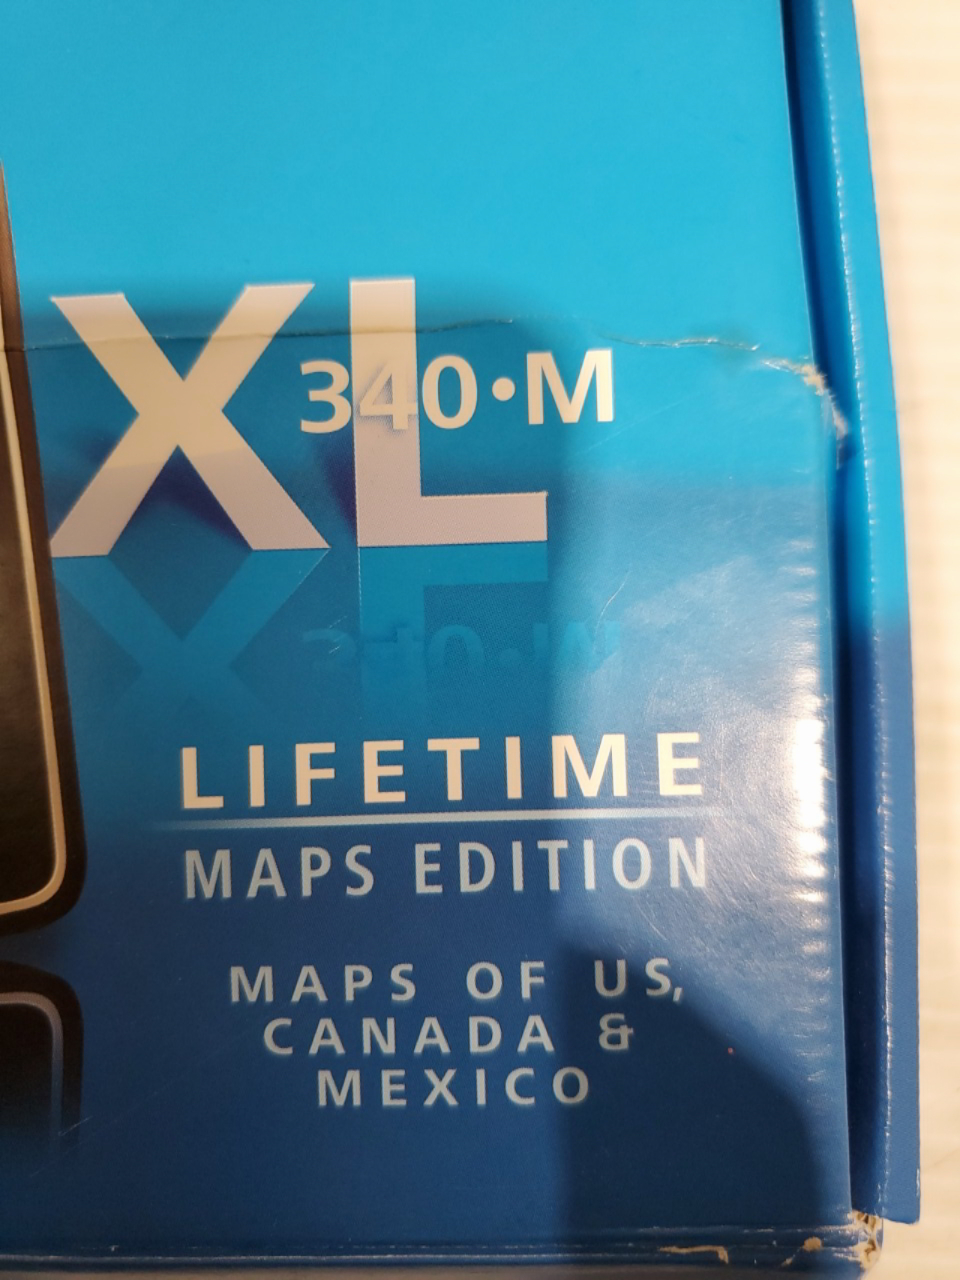 XL
340•M
LIFETIME
MAPS EDITION
MAPS OF US,
CANADA &
MEXICO